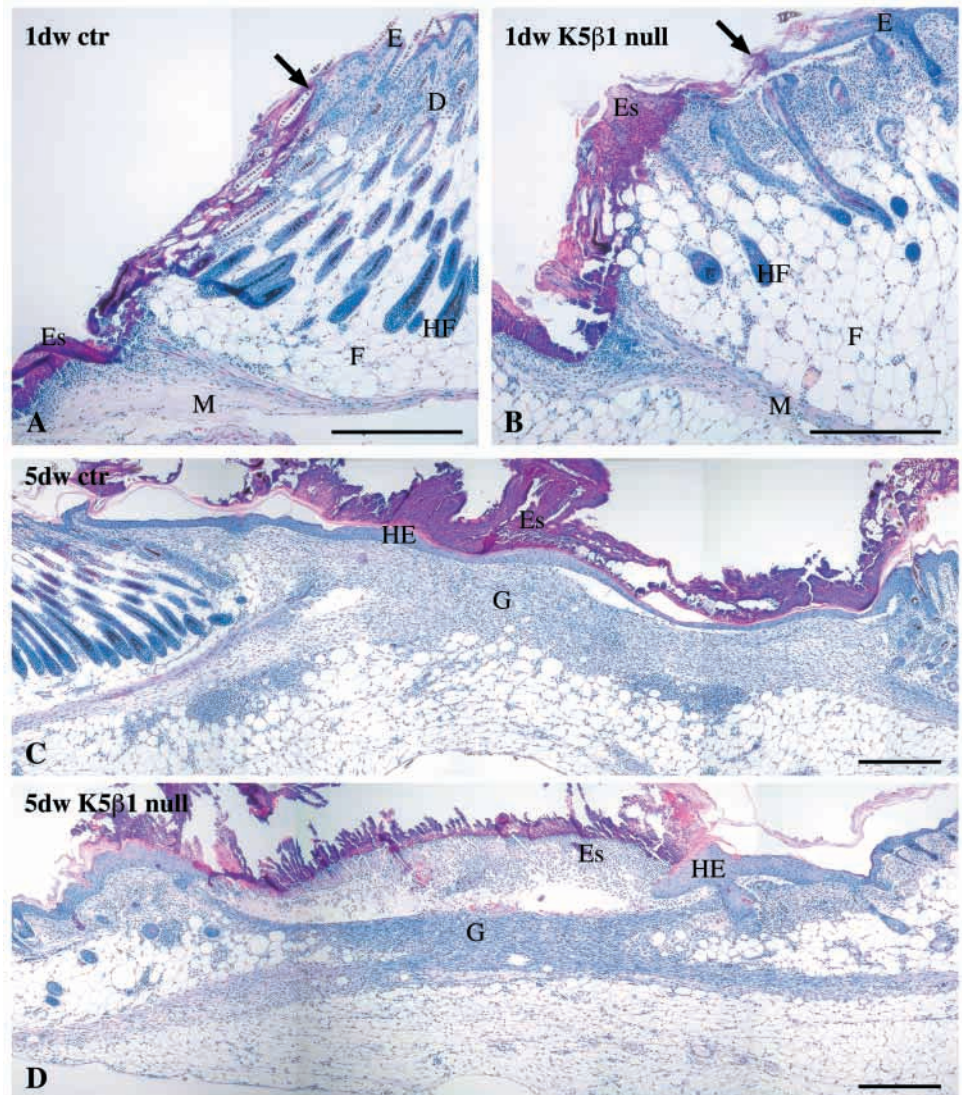 1dw ctr
E
D
HF
F
Es
M
A
1dw K5β1 null
E
Es
HF
F
M
B
5dw ctr
Es
HE
G
C
5dw K5β1 null
Es
HE
G
D